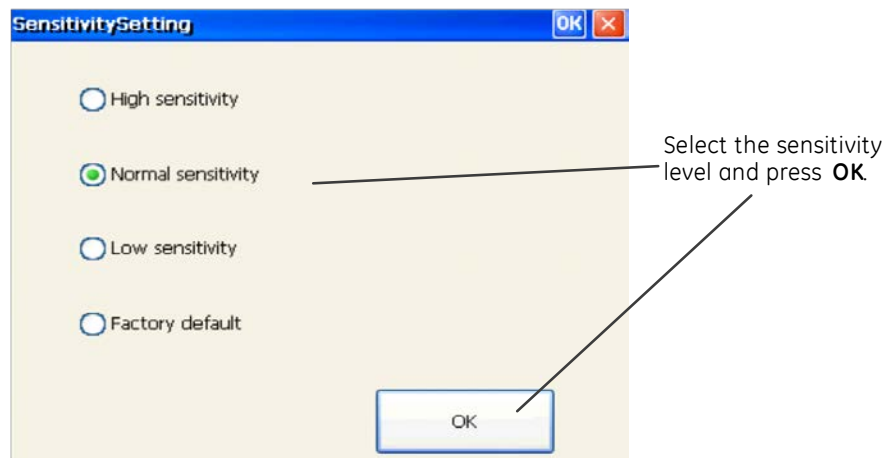 SensitivitySetting OK
High sensitivity
Normal sensitivity
Low sensitivity
Factory default
OK
Select the sensitivity
level and press OK.